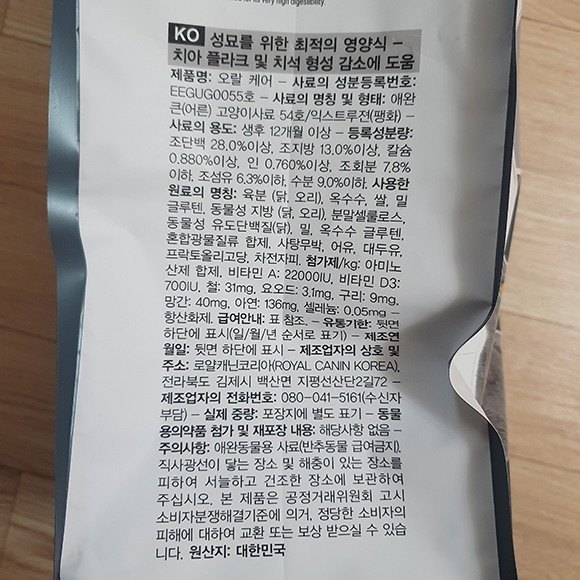 for its very high digestibility.
KO 성묘를 위한 최적의 영양식 –
치아 플라크 및 치석 형성 감소에 도움
제품명: 오랄 케어 – 사료의 성분등록번호:
EEGUG0055호 – 사료의 명칭 및 형태: 애완
큰(어른) 고양이사료 54호/익스트루젼(팽화) –
사료의 용도: 생후 12개월 이상 – 등록성분량:
조단백 28.0%이상, 조지방 13.0%이상, 칼슘
0.880%이상, 인 0.760%이상, 조회분 7.8%
이하, 조섬유 6.3%이하, 수분 9.0%이하. 사용한
원료의 명칭: 육분 (닭, 오리), 옥수수, 쌀, 밀
글루텐, 동물성 지방 (닭, 오리), 분말셀룰로스,
동물성 유도단백질(닭), 밀, 옥수수 글루텐,
혼합광물질류 합제, 사탕무박, 어유, 대두유,
프락토올리고당, 차전자피. 첨가제/kg: 아미노
산제 합제, 비타민 A: 22000IU, 비타민 D3:
700IU, 철: 31mg, 요오드: 3.1mg, 구리: 9mg,
망간: 40mg, 아연: 136mg, 셀레늄: 0.05mg –
항산화제. 급여안내: 표 참조. – 유통기한: 뒷면
하단에 표시(일/월/년 순서로 표기) – 제조연
월일: 뒷면 하단에 표시 – 제조업자의 상호 및
주소: 로얄캐닌코리아(ROYAL CANIN KOREA),
전라북도 김제시 백산면 지평선산단2길72 –
제조업자의 전화번호: 080-041-5161(수신자
부담) – 실제 중량: 포장지에 별도 표기 – 동물
용의약품 첨가 및 재포장 내용: 해당사항 없음 –
주의사항: 애완동물용 사료(반추동물 급여금지).
직사광선이 닿는 장소 및 해충이 있는 장소를
피하여 서늘하고 건조한 장소에 보관하여
주십시오. 본 제품은 공정거래위원회 고시
소비자분쟁해결기준에 의거, 정당한 소비자의
피해에 대하여 교환 또는 보상 받으실 수 있습
니다. 원산지: 대한민국